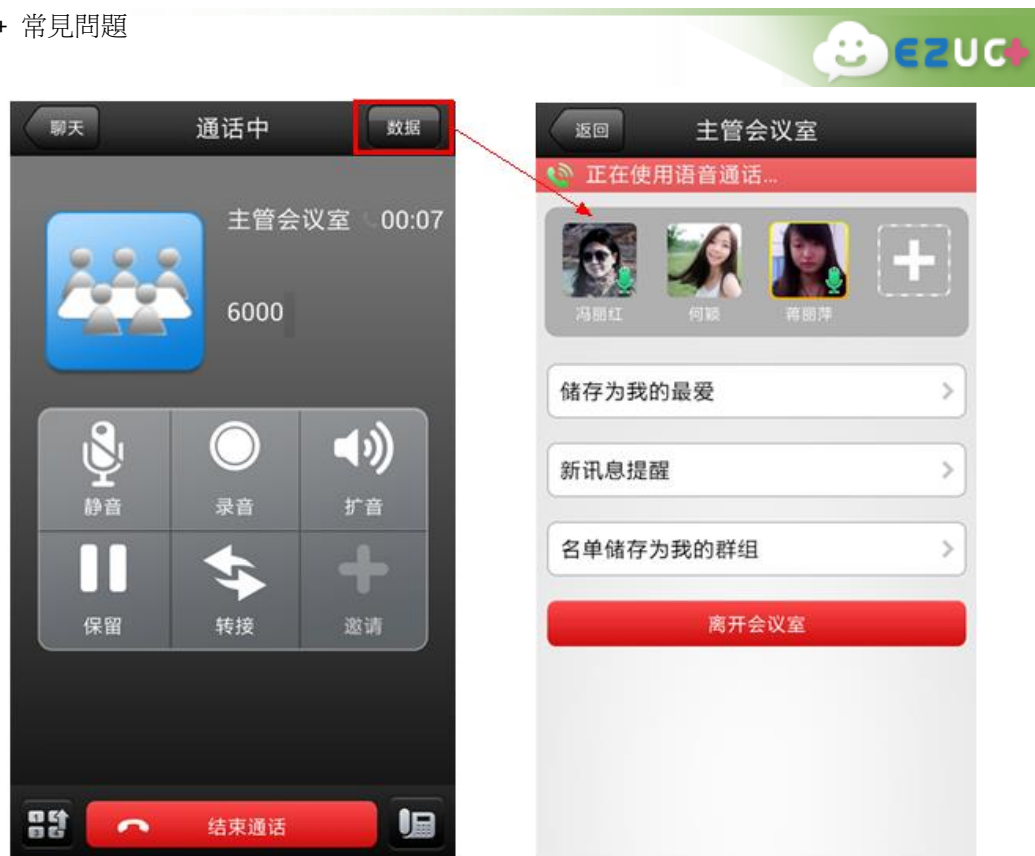 + 常見問題
EZUC+
聊天
通话中
数据
主管会议室 00:07
6000
静音
录音
扩音
保留
转接
邀请
结束通话
返回
主管会议室
正在使用语音通话...
冯丽红
何颖
蒋丽萍
储存为我的最爱
新讯息提醒
名单储存为我的群组
离开会议室